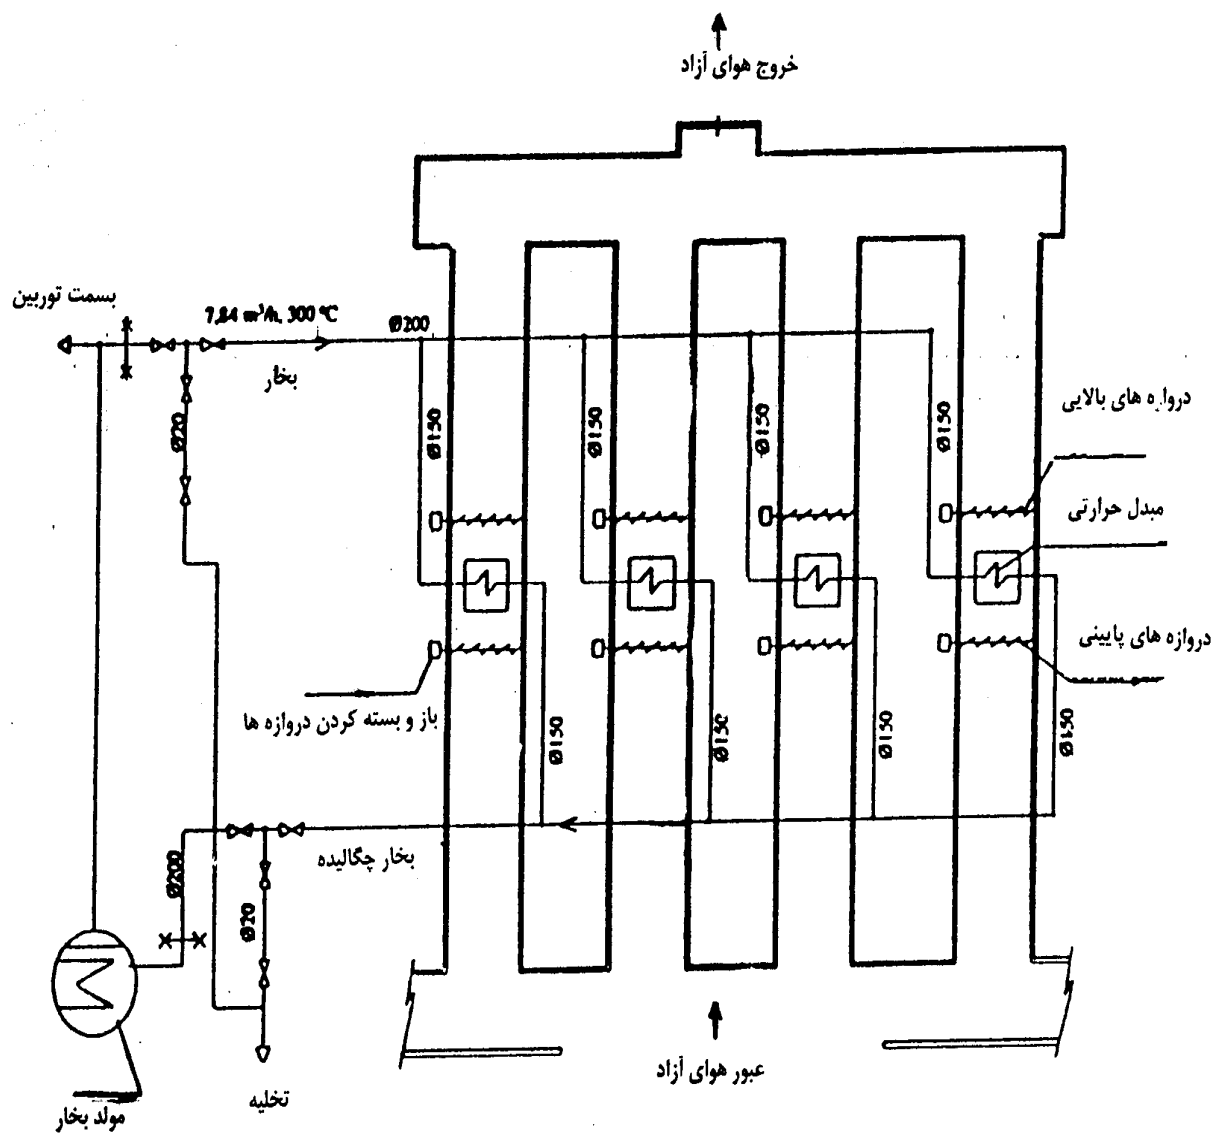 خروج هوای آزاد
بسمت توربین
7,84 m³/h, 300 °C
Ø200
بخار
دروازه های بالایی
Ø20
Ø150
Ø150
Ø150
Ø150
مبدل حرارتی
دروازه های پایینی
باز و بسته کردن دروازه ها
Ø150
Ø150
Ø150
Ø150
بخار چگالیده
Ø200
Ø20
عبور هوای آزاد
تخلیه
مولد بخار